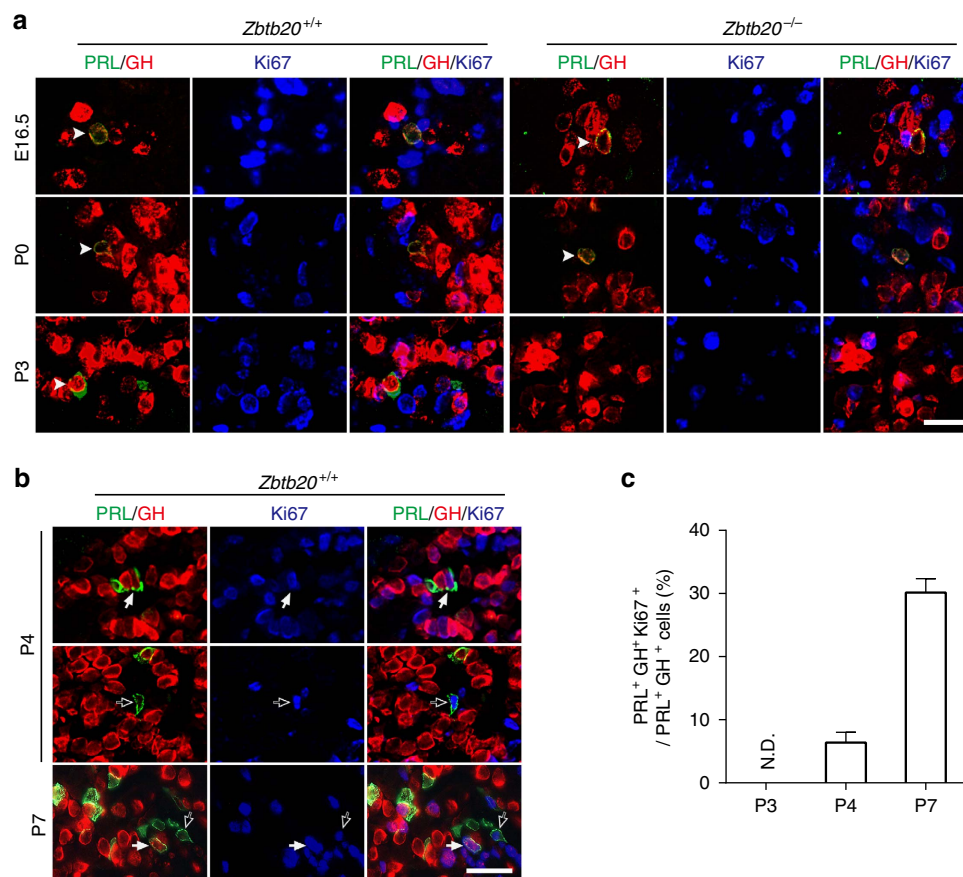 a
Zbtb20+/+ Zbtb20−/−
PRL/GH Ki67 PRL/GH/Ki67 PRL/GH Ki67 PRL/GH/Ki67
E16.5
P0
P3
b
Zbtb20+/+
PRL/GH Ki67 PRL/GH/Ki67
P4
P7
c
PRL+ GH+ Ki67+
/ PRL+ GH+ cells (%)
40
30
20
10
0
N.D.
P3 P4 P7